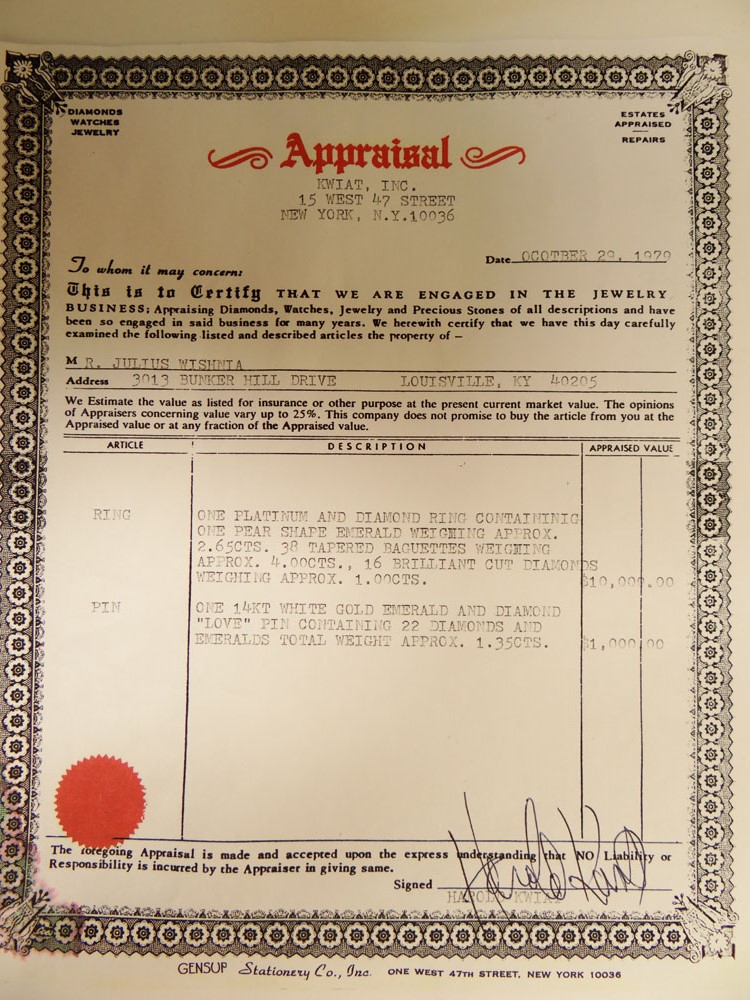 DIAMONDS
WATCHES
JEWELRY
ESTATES
APPRAISED
REPAIRS
Appraisal
KWIAT, INC.
15 WEST 47 STREET
NEW YORK, N.Y.10036
Date OCOTBER 29, 1979
To whom it may concern:
This is to Certify THAT WE ARE ENGAGED IN THE JEWELRY
BUSINESS; Appraising Diamonds, Watches, Jewelry and Precious Stones of all descriptions and have
been so engaged in said business for many years. We herewith certify that we have this day carefully
examined the following listed and described articles the property of —
M R. JULIUS WISHNIA
Address 3013 BUNKER HILL DRIVE LOUISVILLE, KY 40205
We Estimate the value as listed for insurance or other purpose at the present current market value. The opinions
of Appraisers concerning value vary up to 25%. This company does not promise to buy the article from you at the
Appraised value or at any fraction of the Appraised value.
ARTICLE DESCRIPTION APPRAISED VALUE
RING ONE PLATINUM AND DIAMOND RING CONTAININIG
ONE PEAR SHAPE EMERALD WEIGHING APPROX.
2.65CTS. 38 TAPERED BAGUETTES WEIGHING
APPROX. 4.00CTS., 16 BRILLIANT CUT DIAMONDS
WEIGHING APPROX. 1.00CTS. $10,000.00
PIN ONE 14KT WHITE GOLD EMERALD AND DIAMOND
"LOVE" PIN CONTAINING 22 DIAMONDS AND
EMERALDS TOTAL WEIGHT APPROX. 1.35CTS. $1,000.00
The foregoing Appraisal is made and accepted upon the express understanding that NO Liability or
Responsibility is incurred by the Appraiser in giving same.
Signed Harold Kwiat
HAROLD KWIAT
GENSUP Stationery Co., Inc. ONE WEST 47TH STREET, NEW YORK 10036